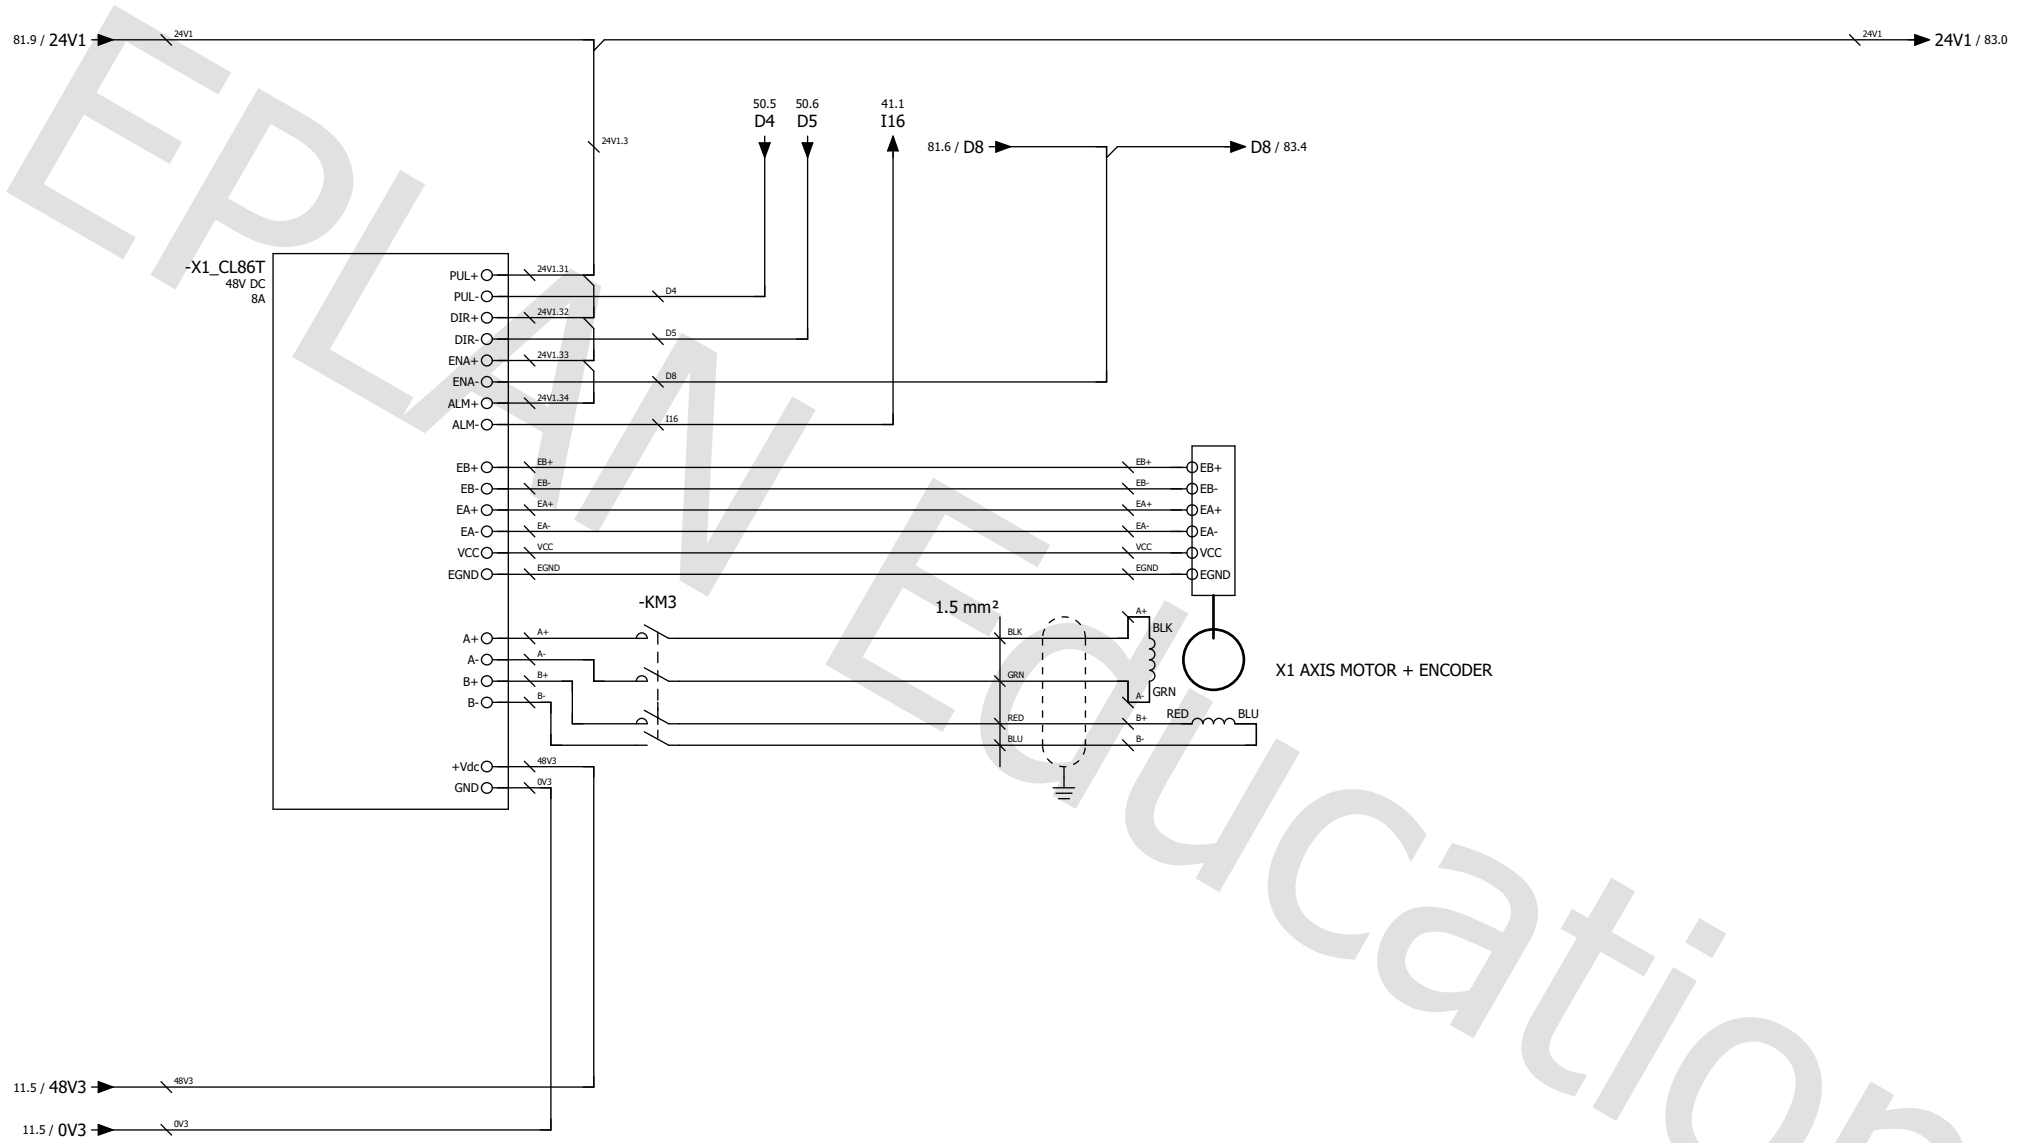 81.9 / 24V1
24V1
24V1
24V1 / 83.0
24V1.3
50.5
D4
50.6
D5
41.1
I16
81.6 / D8
D8 / 83.4
-X1_CL86T
48V DC
8A
PUL+
24V1.31
PUL-
D4
DIR+
24V1.32
DIR-
D5
ENA+
24V1.33
ENA-
D8
ALM+
24V1.34
ALM-
I16
EB+
EB+
EB+
EB+
EB-
EB-
EB-
EB-
EA+
EA+
EA+
EA+
EA-
EA-
EA-
EA-
VCC
VCC
VCC
VCC
EGND
EGND
EGND
EGND
-KM3
1.5 mm²
A+
A+
BLK
A+
BLK
A-
A-
B+
B+
GRN
A-
GRN
X1 AXIS MOTOR + ENCODER
B-
B-
RED
B+
RED
BLU
BLU
B-
+Vdc
48V3
GND
0V3
11.5 / 48V3
48V3
11.5 / 0V3
0V3
EPLAN Education